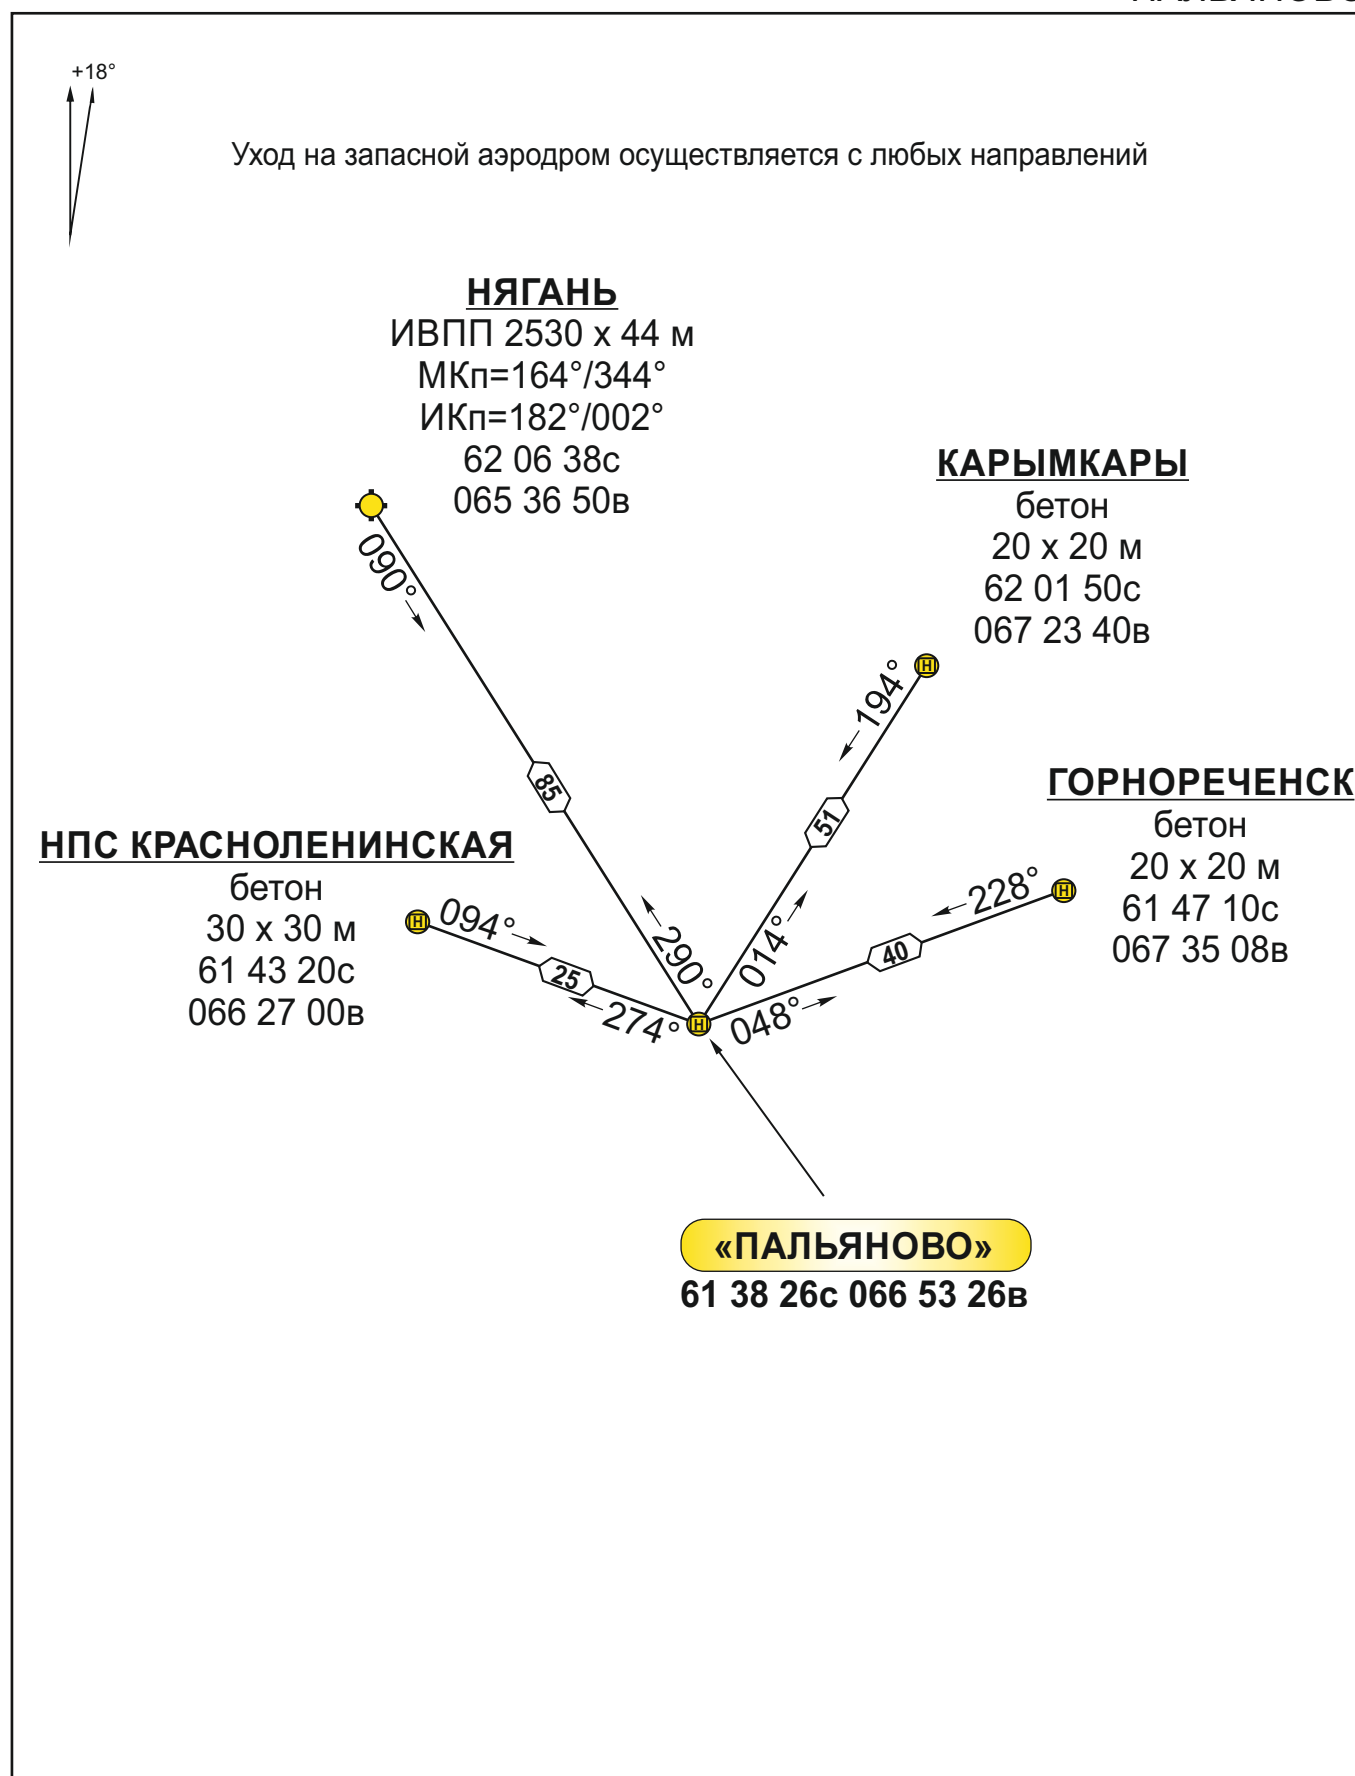 +18°
Уход на запасной аэродром осуществляется с любых направлений
НЯГАНЬ
ИВПП 2530 х 44 м
МКп=164°/344°
ИКп=182°/002°
62 06 38с
065 36 50в
КАРЫМКАРЫ
бетон
20 х 20 м
62 01 50с
067 23 40в
090°
194°
85
51
ГОРНОРЕЧЕНСК
бетон
20 х 20 м
61 47 10с
067 35 08в
НПС КРАСНОЛЕНИНСКАЯ
бетон
30 х 30 м
61 43 20с
066 27 00в
H
H
H
H
094°
228°
25
40
290°
014°
274°
048°
«ПАЛЬЯНОВО»
61 38 26с 066 53 26в